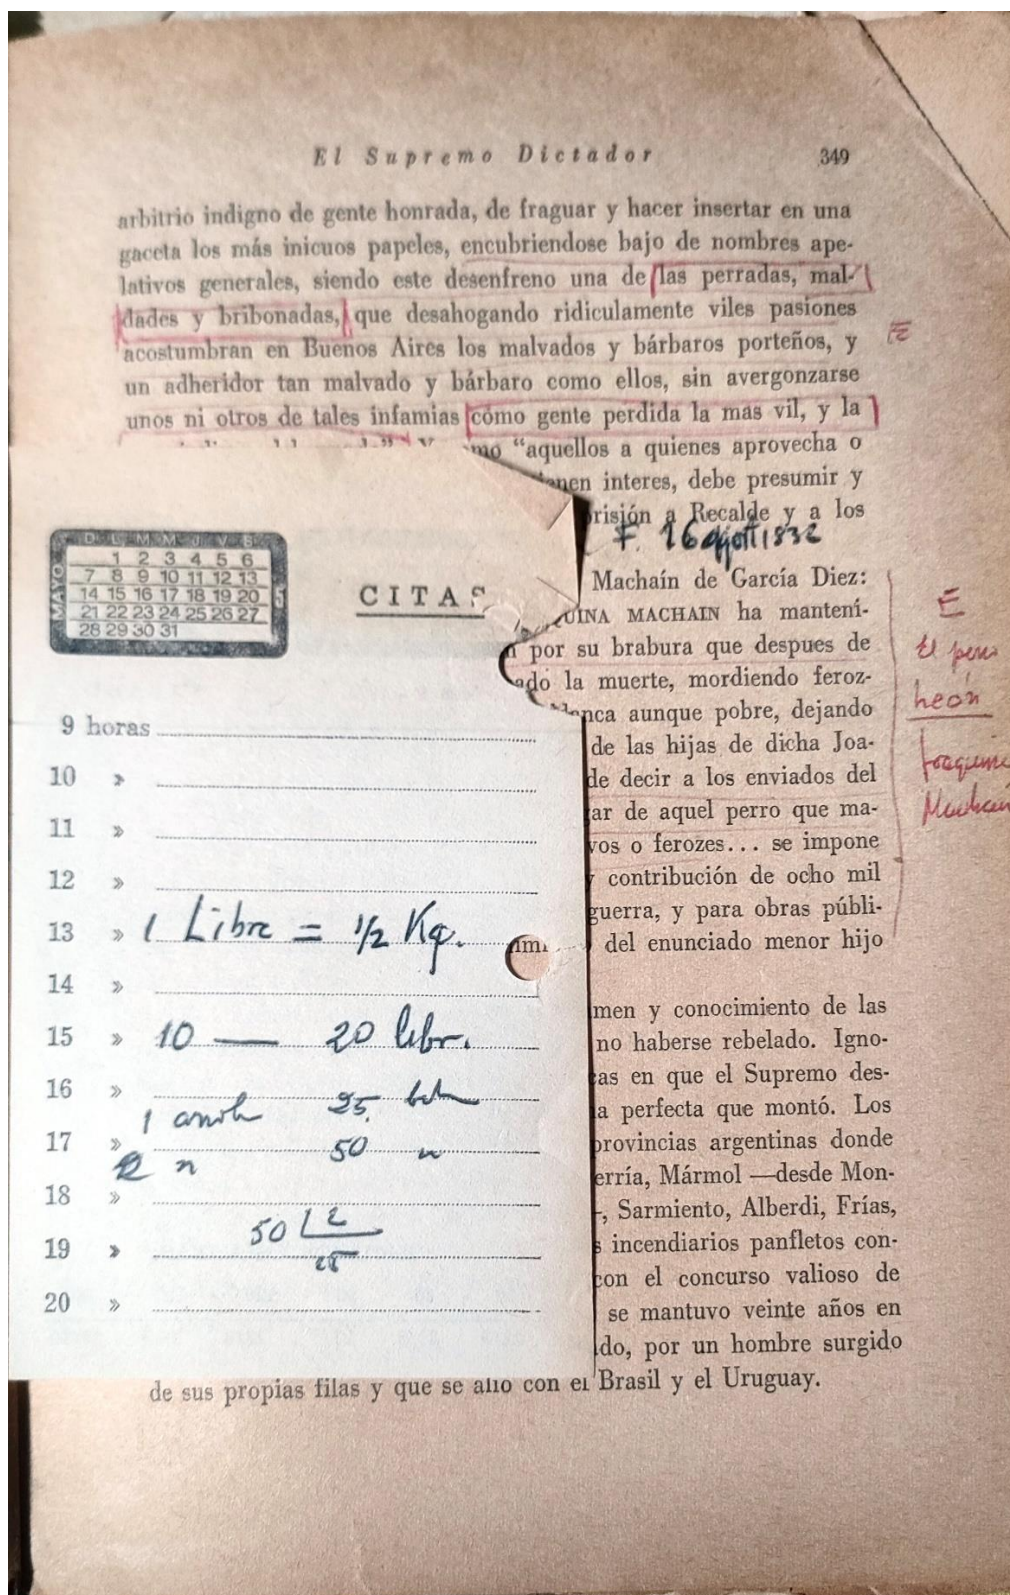 El Supremo Dictador 349
arbitrio indigno de gente honrada, de fraguar y hacer insertar en una
gaceta los más inicuos papeles, encubriendose bajo de nombres ape-
lativos generales, siendo este desenfreno una de las perradas, mal-
dades y bribonadas, que desahogando ridiculamente viles pasiones
acostumbran en Buenos Aires los malvados y bárbaros porteños, y
E
un adheridor tan malvado y bárbaro como ellos, sin avergonzarse
unos ni otros de tales infamias como gente perdida la mas vil, y la
"aquellos a quienes aprovecha o
interes, debe presumir y
a Recalde y a los
F. 16 agott 1832
Machaín de García Diez:
MACHAIN ha manteni-
por su brabura que despues de
la muerte, mordiendo feroz-
aunque pobre, dejando
de las hijas de dicha Joa-
de decir a los enviados del
de aquel perro que ma-
o ferozes... se impone
contribución de ocho mil
guerra, y para obras públi-
del enunciado menor hijo
y conocimiento de las
no haberse rebelado. Igno-
en que el Supremo des-
perfecta que montó. Los
provincias argentinas donde
Mármol —desde Mon-
Sarmiento, Alberdi, Frías,
incendiarios panfletos con-
con el concurso valioso de
se mantuvo veinte años en
por un hombre surgido
de sus propias filas y que se alió con el Brasil y el Uruguay.
E
El perro
León
Joaquina
Machain
D L M M J V S
MAYO
1 2 3 4 5 6
7 8 9 10 11 12 13
14 15 16 17 18 19 20
21 22 23 24 25 26 27
28 29 30 31
5
CITAS
9 horas
10 »
11 »
12 »
13 » 1 Libre = 1/2 Kg.
14 »
15 » 10 — 20 libr.
16 »
1 25
17 » 50
2 n
18 »
50 2
19 » 25
20 »